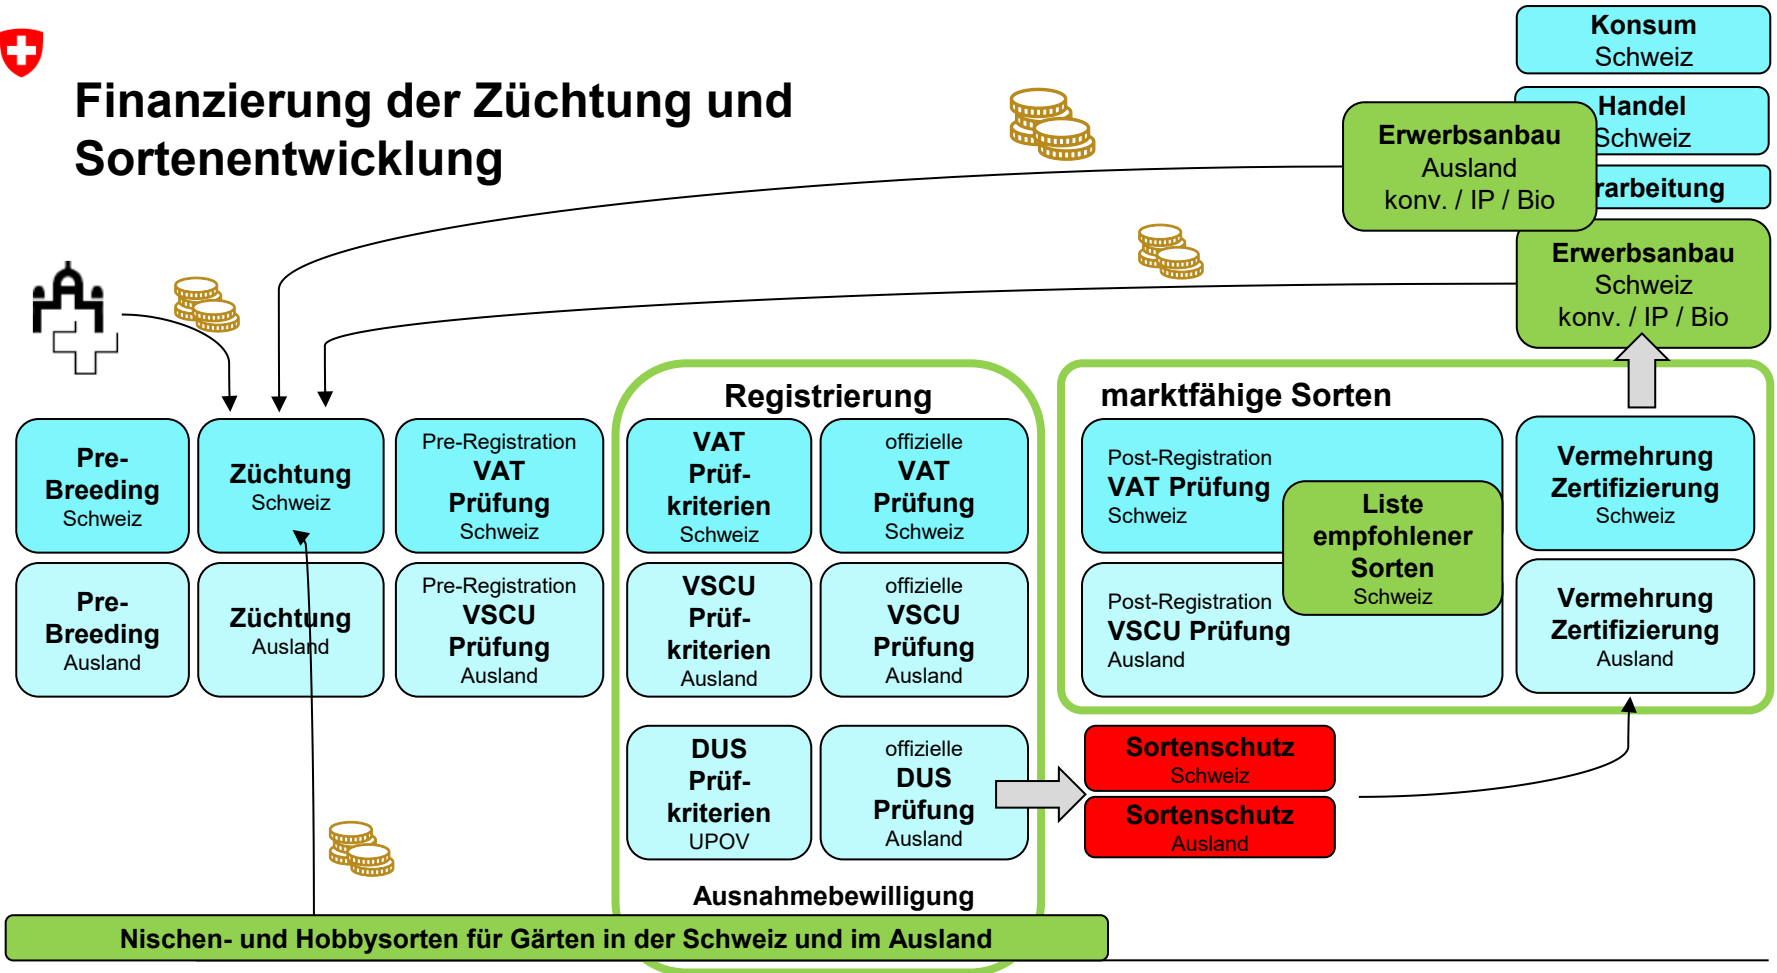 Finanzierung der Züchtung und
Sortenentwicklung
Konsum
Schweiz
Handel
Schweiz
rarbeitung
Erwerbsanbau
Ausland
konv. / IP / Bio
Erwerbsanbau
Schweiz
konv. / IP / Bio
Pre-
Breeding
Schweiz
Züchtung
Schweiz
Pre-Registration
VAT
Prüfung
Schweiz
Pre-
Breeding
Ausland
Züchtung
Ausland
Pre-Registration
VSCU
Prüfung
Ausland
Registrierung
VAT
Prüf-
kriterien
Schweiz
offizielle
VAT
Prüfung
Schweiz
VSCU
Prüf-
kriterien
Ausland
offizielle
VSCU
Prüfung
Ausland
DUS
Prüf-
kriterien
UPOV
offizielle
DUS
Prüfung
Ausland
Ausnahmebewilligung
marktfähige Sorten
Post-Registration
VAT Prüfung
Schweiz
Post-Registration
VSCU Prüfung
Ausland
Liste
empfohlener
Sorten
Schweiz
Vermehrung
Zertifizierung
Schweiz
Vermehrung
Zertifizierung
Ausland
Sortenschutz
Schweiz
Sortenschutz
Ausland
Nischen- und Hobbysorten für Gärten in der Schweiz und im Ausland